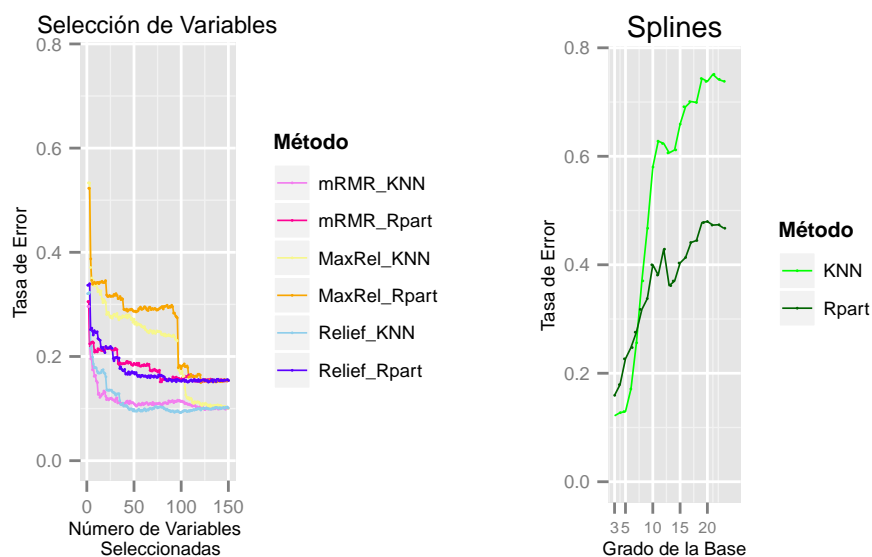 Selección de Variables
0.8
0.6
0.4
0.2
0.0
Tasa de Error
0 50 100 150
Número de Variables
Seleccionadas
Método
mRMR_KNN
mRMR_Rpart
MaxRel_KNN
MaxRel_Rpart
Relief_KNN
Relief_Rpart
Splines
0.8
0.6
0.4
0.2
0.0
Tasa de Error
3 5 10 15 20
Grado de la Base
Método
KNN
Rpart